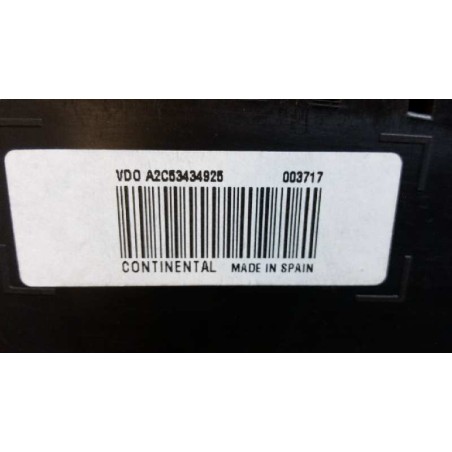 VDO A2C53434925 003717
CONTINENTAL MADE IN SPAIN